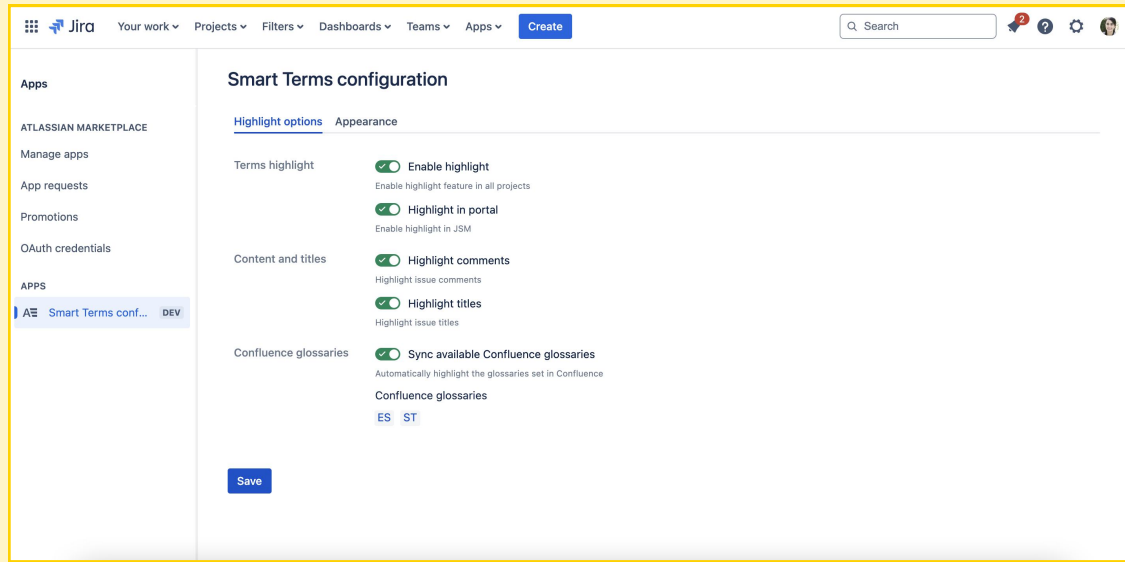 Jira Your work Projects Filters Dashboards Teams Apps Create Search 2
Apps
ATLASSIAN MARKETPLACE
Manage apps
App requests
Promotions
OAuth credentials
APPS
A Smart Terms conf... DEV
Smart Terms configuration
Highlight options Appearance
Terms highlight Enable highlight
Enable highlight feature in all projects
Highlight in portal
Enable highlight in JSM
Content and titles Highlight comments
Highlight issue comments
Highlight titles
Highlight issue titles
Confluence glossaries Sync available Confluence glossaries
Automatically highlight the glossaries set in Confluence
Confluence glossaries
ES ST
Save